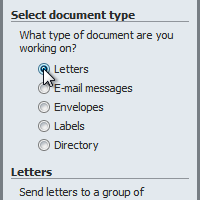 Select document type
What type of document are you
working on?
Letters
E-mail messages
Envelopes
Labels
Directory
Letters
Send letters to a group of